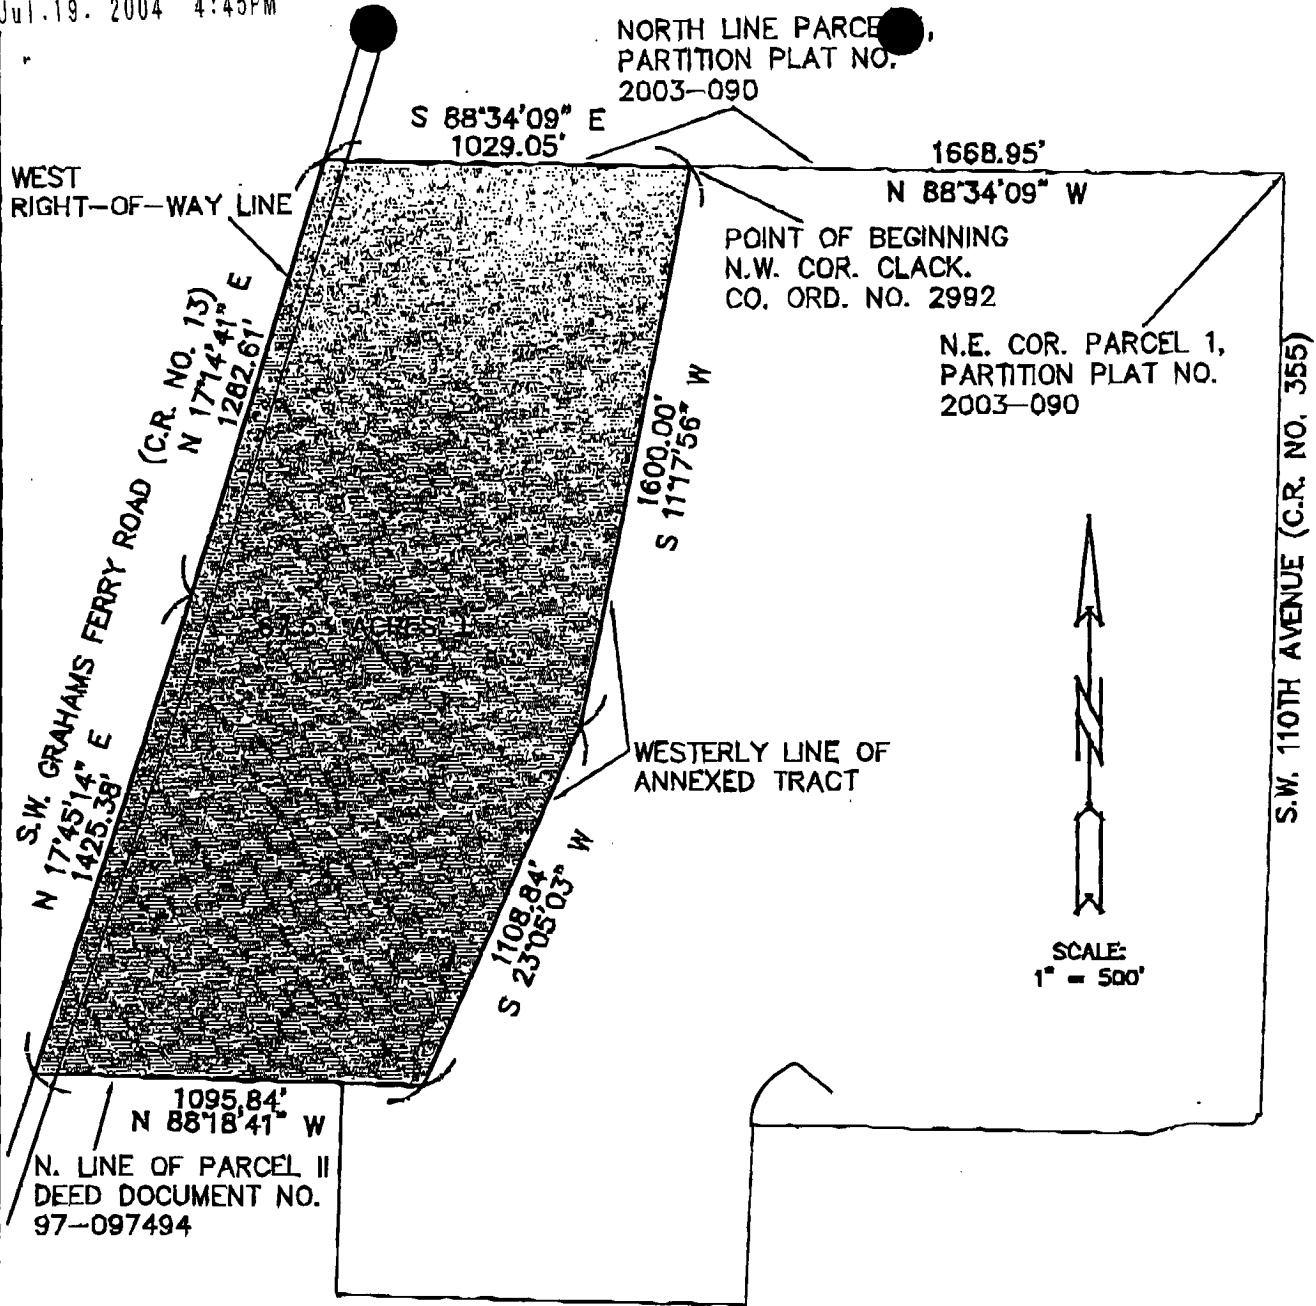 Jul.19. 2004 4:45PM
NORTH LINE PARCE ,
PARTITION PLAT NO.
2003-090
S 88°34'09" E
1029.05'
1668.95'
N 88°34'09" W
WEST
RIGHT-OF-WAY LINE
POINT OF BEGINNING
N.W. COR. CLACK.
CO. ORD. NO. 2992
N.E. COR. PARCEL 1,
PARTITION PLAT NO.
2003-090
S.W. GRAHAMS FERRY ROAD (C.R. NO. 13)
N 17°14'41" E
1282.61'
1600.00'
S 11°17'56" W
S.W. 110TH AVENUE (C.R. NO. 355)
N 17°45'14" E
1425.38'
WESTERLY LINE OF
ANNEXED TRACT
1108.84'
S 23°05'03" W
SCALE:
1" = 500'
1095.84'
N 88°18'41" W
N. LINE OF PARCEL II
DEED DOCUMENT NO.
97-097494